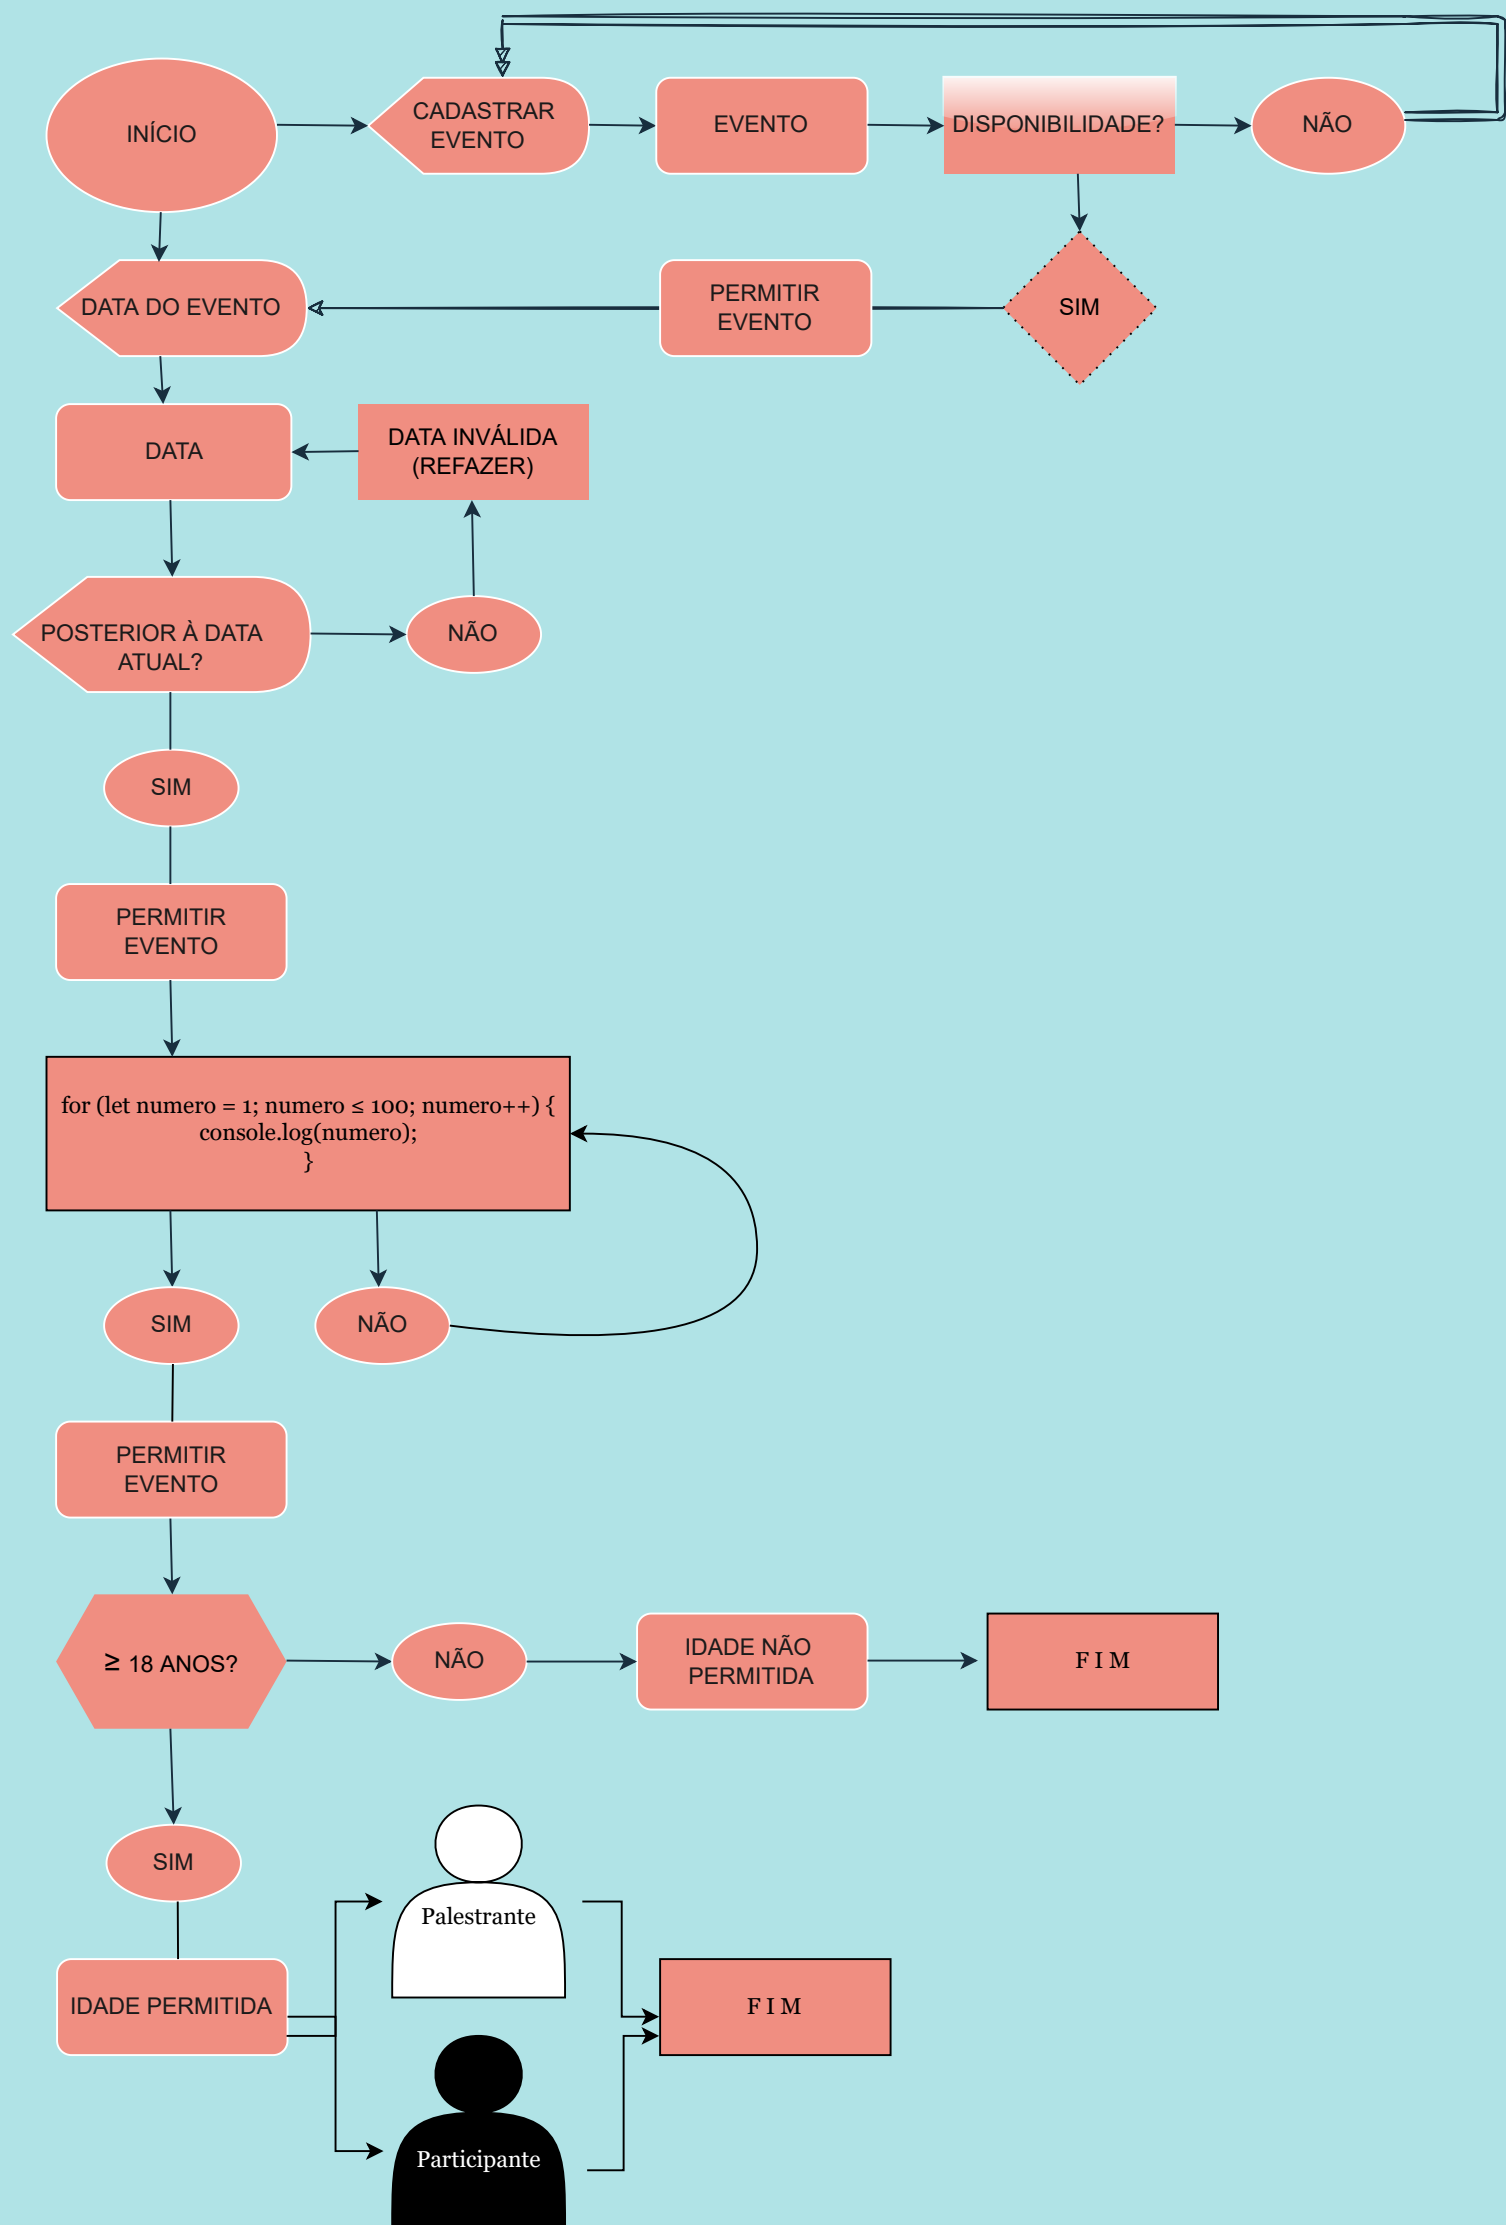 INÍCIO
CADASTRAR
EVENTO
EVENTO
DISPONIBILIDADE?
NÃO
DATA DO EVENTO
PERMITIR
EVENTO
SIM
DATA
DATA INVÁLIDA
(REFAZER)
POSTERIOR À DATA
ATUAL?
NÃO
SIM
PERMITIR
EVENTO
for (let numero = 1; numero ≤ 100; numero++) {
console.log(numero);
}
SIM
NÃO
PERMITIR
EVENTO
≥ 18 ANOS?
NÃO
IDADE NÃO
PERMITIDA
F I M
SIM
Palestrante
IDADE PERMITIDA
F I M
Participante